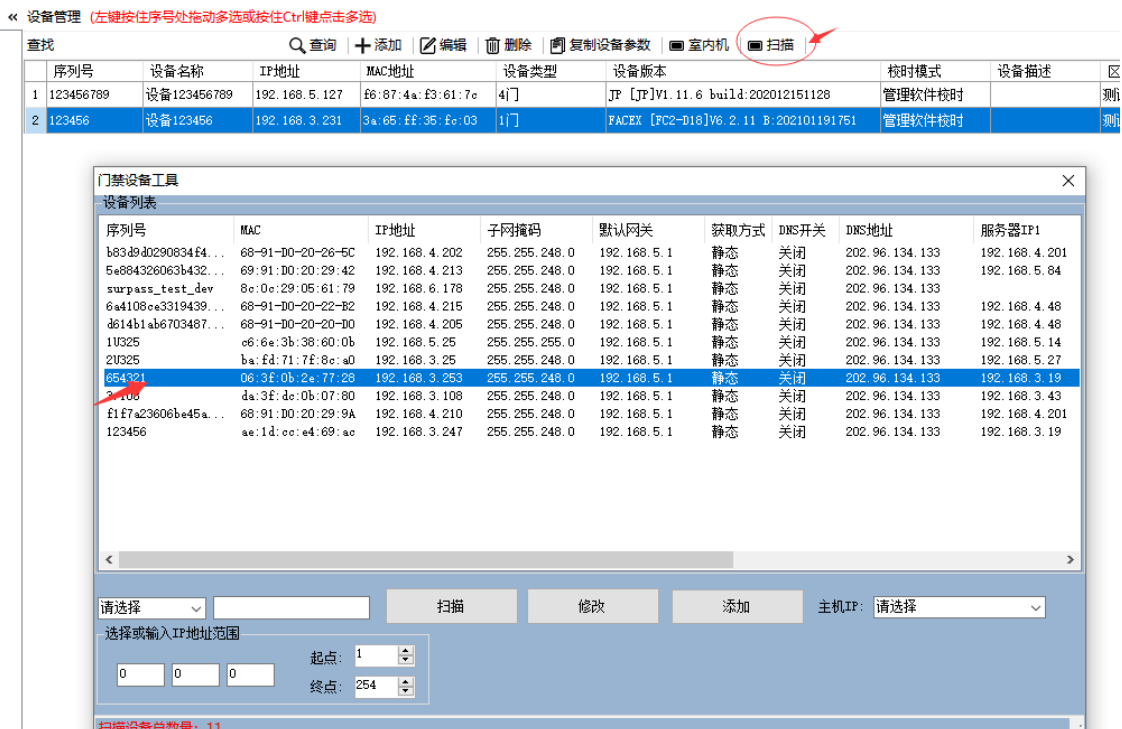 « 设备管理 (左键按住序号处拖动多选或按住Ctrl键点击多选)
查找 查询 添加 编辑 删除 复制设备参数 室内机 扫描
序列号 设备名称 IP地址 MAC地址 设备类型 设备版本 校时模式 设备描述
1 123456789 设备123456789 192.168.5.127 f6:87:4a:f3:61:7c 4门 JP [JP]V1.11.6 build:202012151128 管理软件校时
2 123456 设备123456 192.168.3.231 3a:65:ff:35:fc:03 1门 FACEX [FC2-D18]V6.2.11 B:202101191751 管理软件校时
门禁设备工具
设备列表
序列号 MAC IP地址 子网掩码 默认网关 获取方式 DNS开关 DNS地址 服务器IP1
b83d9d0290834f4... 68-91-D0-20-26-5C 192.168.4.202 255.255.248.0 192.168.5.1 静态 关闭 202.96.134.133 192.168.4.201
5e884326063b432... 69:91:D0:20:29:42 192.168.4.213 255.255.248.0 192.168.5.1 静态 关闭 202.96.134.133 192.168.5.84
surpass_test_dev 8c:0c:29:05:61:79 192.168.6.178 255.255.248.0 192.168.5.1 静态 关闭 202.96.134.133
6a4108ce3319439... 68-91-D0-20-22-B2 192.168.4.215 255.255.248.0 192.168.5.1 静态 关闭 202.96.134.133 192.168.4.48
d614b1ab6703487... 68-91-D0-20-20-D0 192.168.4.205 255.255.248.0 192.168.5.1 静态 关闭 202.96.134.133 192.168.4.48
1U325 c6:6e:3b:38:60:0b 192.168.5.25 255.255.255.0 192.168.5.1 静态 关闭 202.96.134.133 192.168.5.14
2U325 ba:fd:71:7f:8c:a0 192.168.3.25 255.255.248.0 192.168.5.1 静态 关闭 202.96.134.133 192.168.5.27
654321 06:3f:0b:2e:77:28 192.168.3.253 255.255.248.0 192.168.5.1 静态 关闭 202.96.134.133 192.168.3.19
da:3f:dc:0b:07:80 192.168.3.108 255.255.248.0 192.168.5.1 静态 关闭 202.96.134.133 192.168.3.43
f1f7a23606be45a... 68:91:D0:20:29:9A 192.168.4.210 255.255.248.0 192.168.5.1 静态 关闭 202.96.134.133 192.168.4.201
123456 ae:1d:cc:e4:69:ac 192.168.3.247 255.255.248.0 192.168.5.1 静态 关闭 202.96.134.133 192.168.3.19
请选择 扫描 修改 添加 主机IP: 请选择
选择或输入IP地址范围
起点: 1
0 0 0
终点: 254
扫描设备总数量: 11